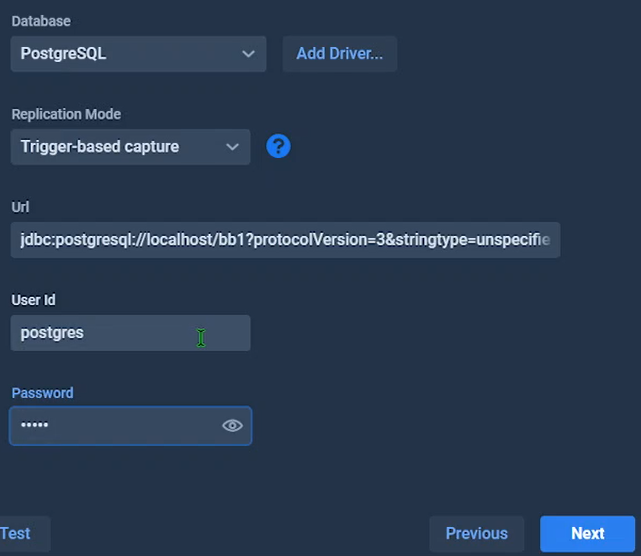 Database
PostgreSQL
Add Driver...
Replication Mode
Trigger-based capture
?
Url
jdbc:postgresql://localhost/bb1?protocolVersion=3&stringtype=unspecifie
User Id
postgres
Password
•••••
Test
Previous
Next